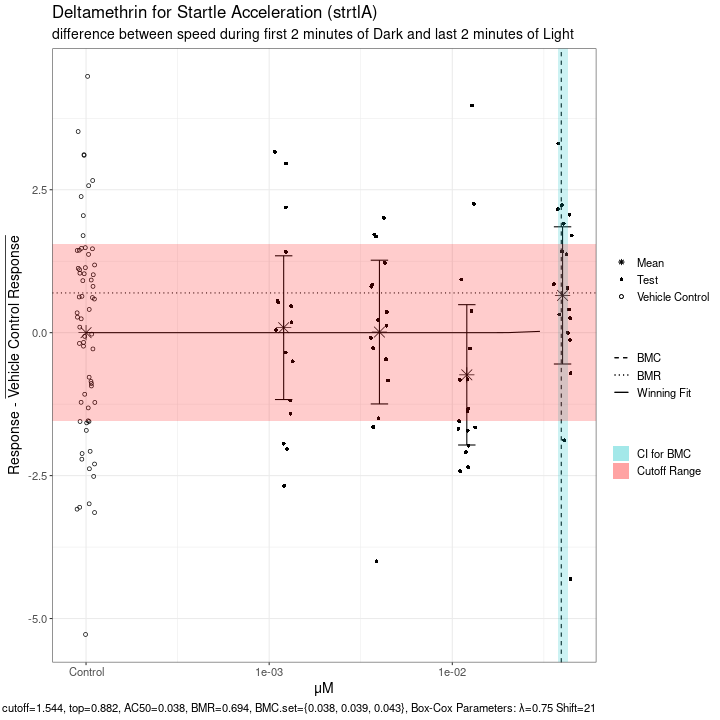 Deltamethrin for Startle Acceleration (strtlA)
difference between speed during first 2 minutes of Dark and last 2 minutes of Light
Response - Vehicle Control Response
2.5
0.0
-2.5
-5.0
Control
1e-03
1e-02
µM
Mean
Test
Vehicle Control
BMC
BMR
Winning Fit
CI for BMC
Cutoff Range
cutoff=1.544, top=0.882, AC50=0.038, BMR=0.694, BMC.set={0.038, 0.039, 0.043}, Box-Cox Parameters: λ=0.75 Shift=21